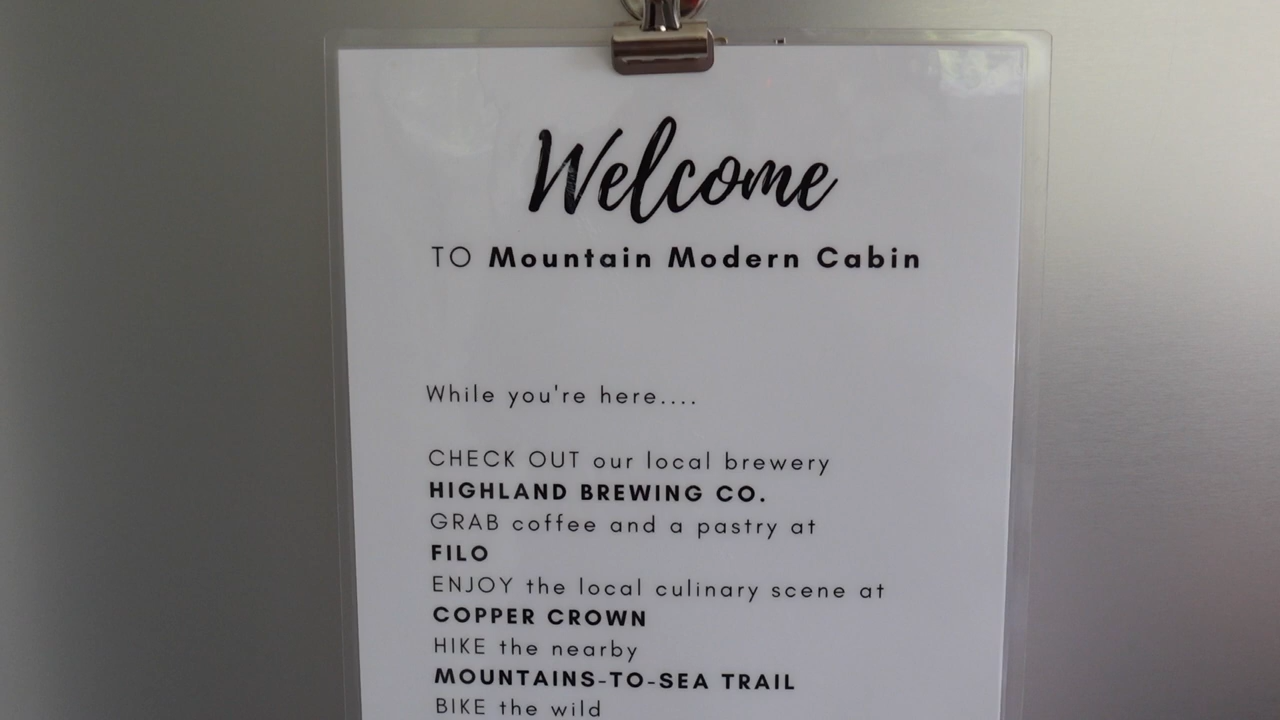 Welcome
TO Mountain Modern Cabin
While you're here....
CHECK OUT our local brewery
HIGHLAND BREWING CO.
GRAB coffee and a pastry at
FILO
ENJOY the local culinary scene at
COPPER CROWN
HIKE the nearby
MOUNTAINS-TO-SEA TRAIL
BIKE the wild